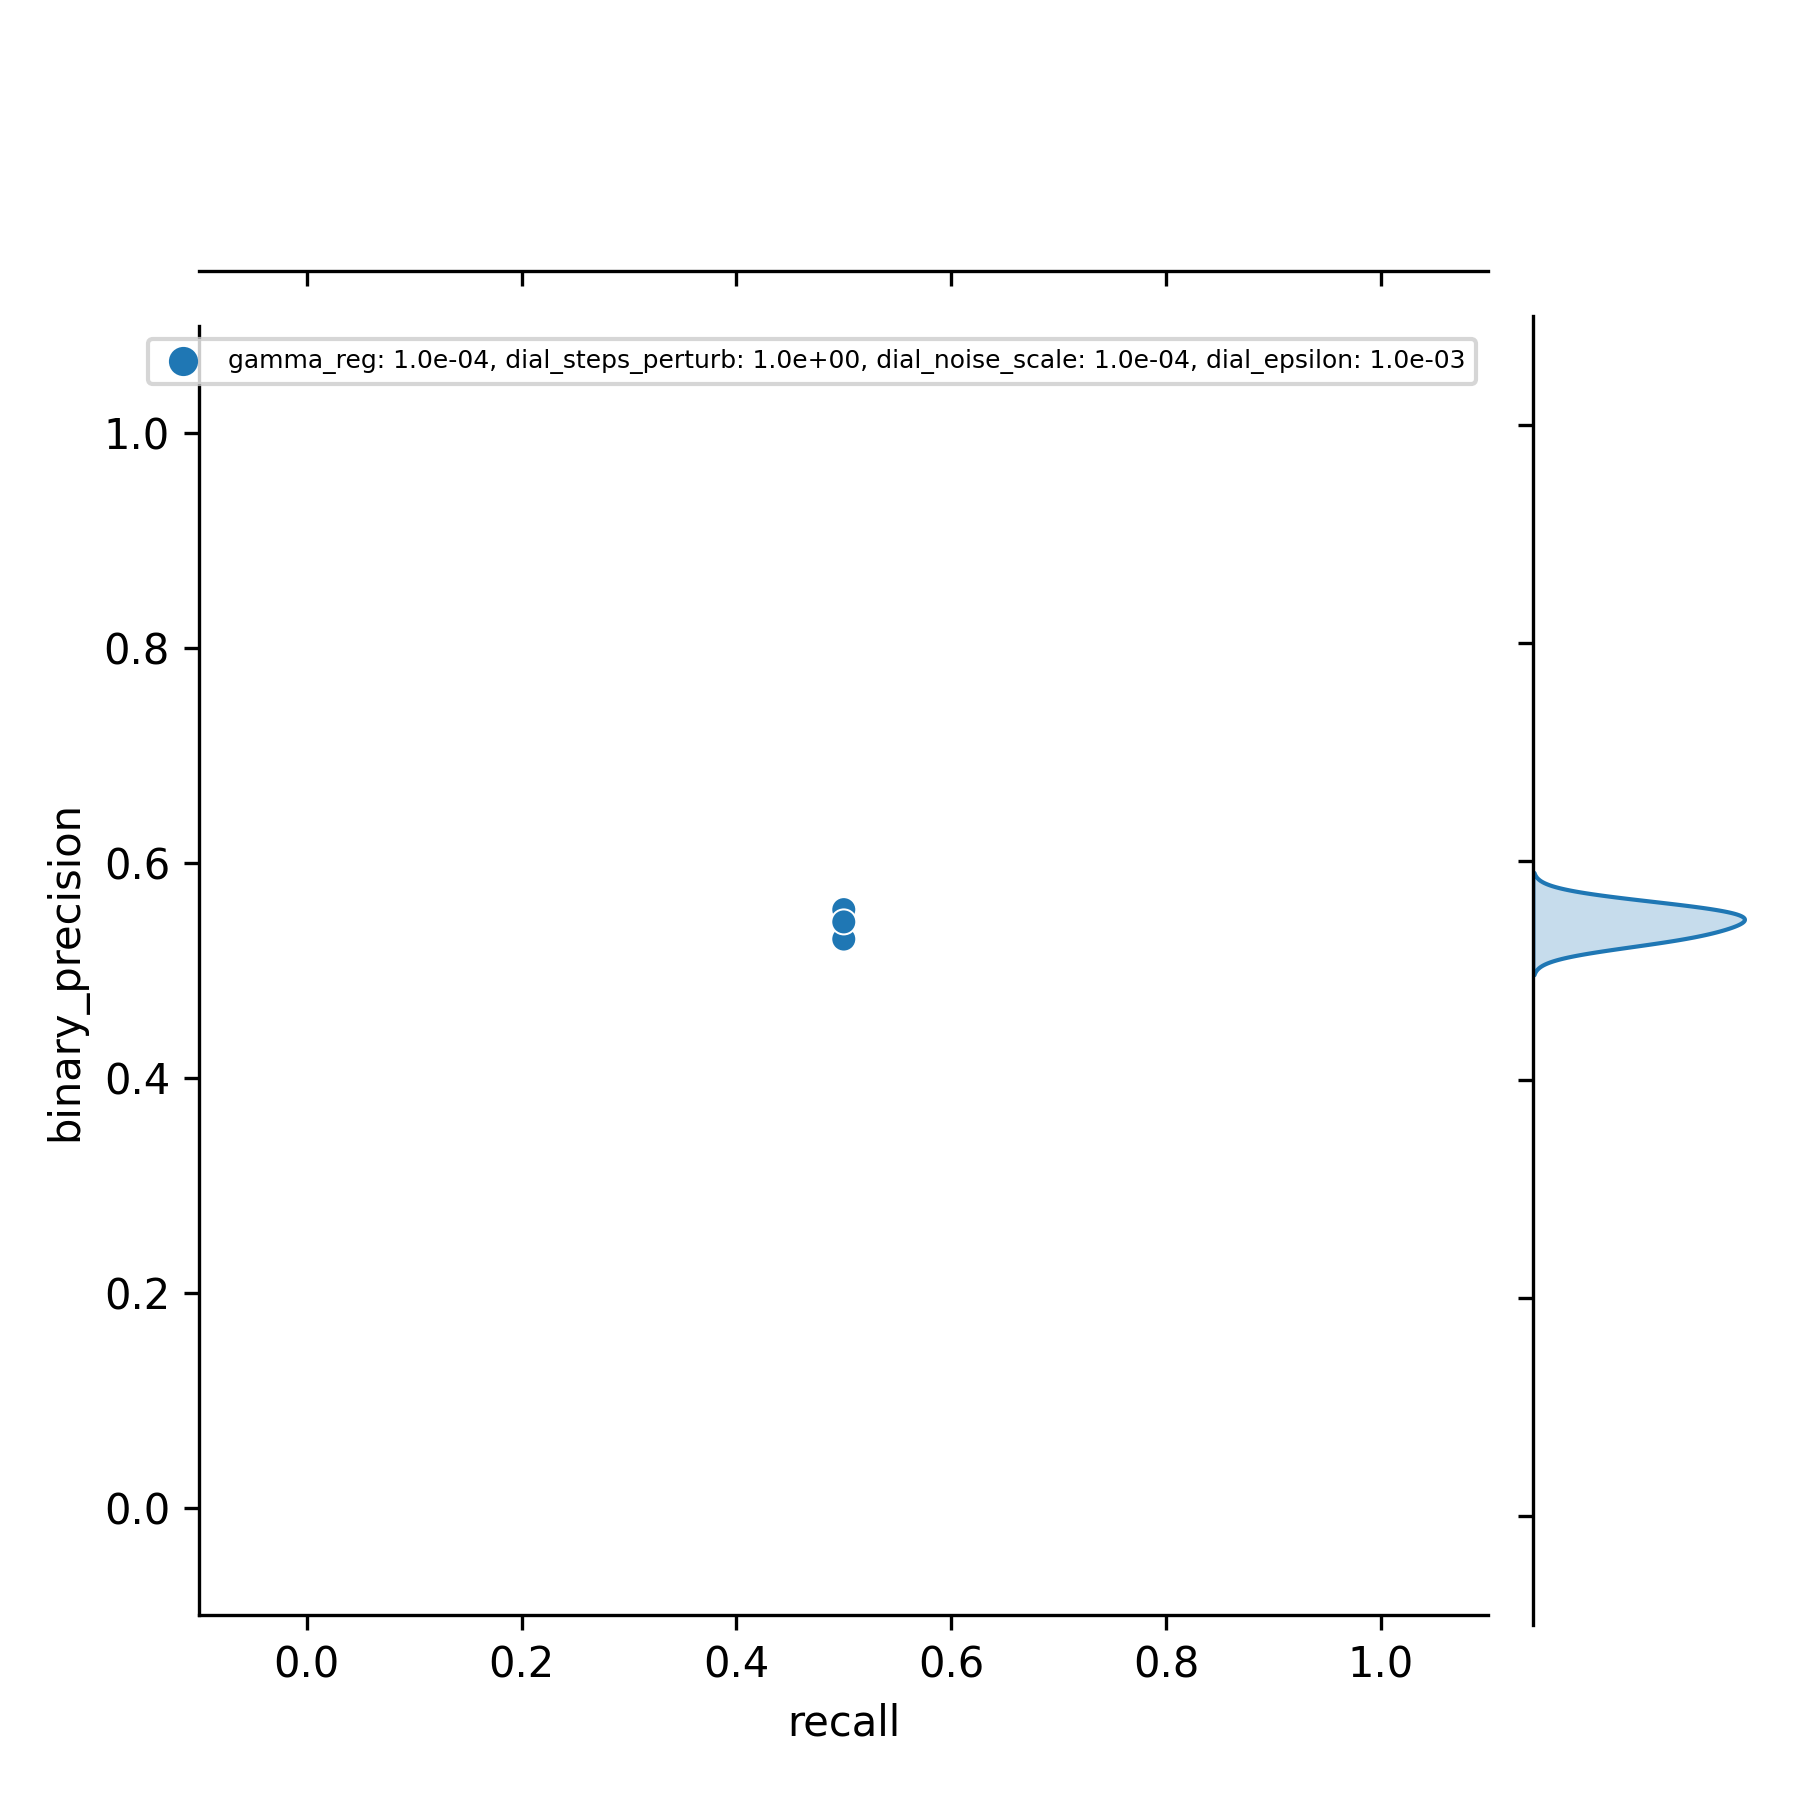 gamma_reg: 1.0e-04, dial_steps_perturb: 1.0e+00, dial_noise_scale: 1.0e-04, dial_epsilon: 1.0e-03
1.0
0.8
0.6
0.4
0.2
0.0
binary_precision
0.0 0.2 0.4 0.6 0.8 1.0
recall